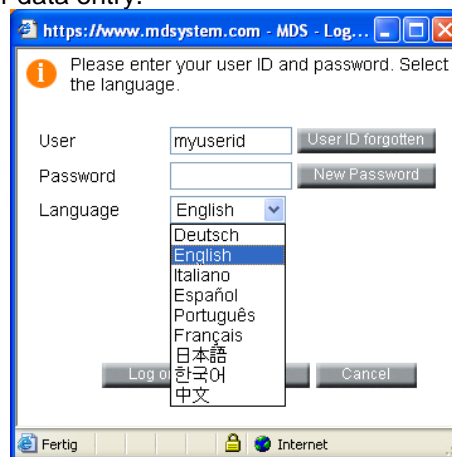 data entry.
https://www.mdsystem.com - MDS - Log...
Please enter your user ID and password. Select
the language.
User
myuserid
User ID forgotten
Password
New Password
Language
English
Deutsch
English
Italiano
Español
Português
Français
日本語
한국어
中文
Log o
Cancel
Fertig
Internet